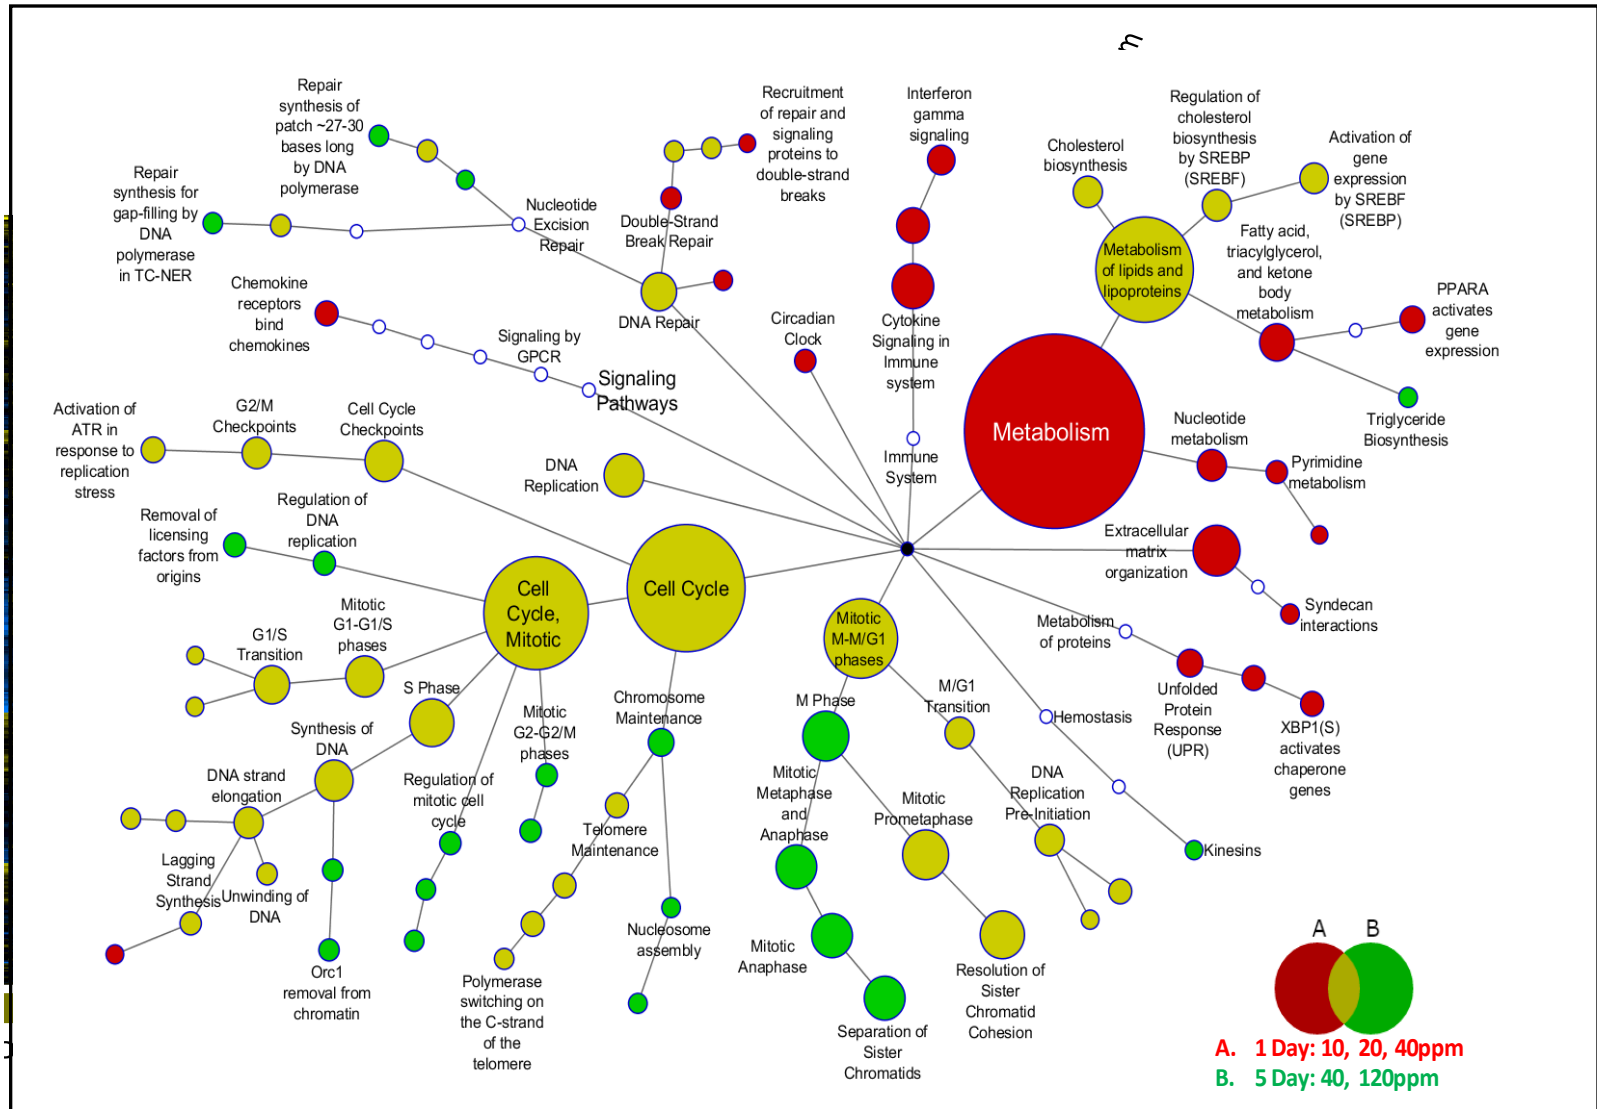 η
Repair
synthesis of
patch ~27-30
bases long
by DNA
polymerase
Recruitment
of repair and
signaling
proteins to
double-strand
breaks
Interferon
gamma
signaling
Cholesterol
biosynthesis
Regulation of
cholesterol
biosynthesis
by SREBP
(SREBF)
Activation of
gene
expression
by SREBF
(SREBP)
Repair
synthesis for
gap-filling by
DNA
polymerase
in TC-NER
Nucleotide
Excision
Repair
Double-Strand
Break Repair
DNA Repair
Metabolism
of lipids and
lipoproteins
Fatty acid,
triacylglycerol,
and ketone
body
metabolism
PPARA
activates
gene
expression
Chemokine
receptors
bind
chemokines
Signaling by
GPCR
Signaling
Pathways
Circadian
Clock
Cytokine
Signaling in
Immune
system
Immune
System
Metabolism
Triglyceride
Biosynthesis
Nucleotide
metabolism
Pyrimidine
metabolism
Activation of
ATR in
response to
replication
stress
G2/M
Checkpoints
Cell Cycle
Checkpoints
DNA
Replication
Removal of
licensing
factors from
origins
Regulation of
DNA
replication
Extracellular
matrix
organization
Syndecan
interactions
Cell
Cycle,
Mitotic
Cell Cycle
Mitotic
M-M/G1
phases
Metabolism
of proteins
Unfolded
Protein
Response
(UPR)
XBP1(S)
activates
chaperone
genes
G1/S
Transition
Mitotic
G1-G1/S
phases
S Phase
Mitotic
G2-G2/M
phases
Chromosome
Maintenance
M Phase
M/G1
Transition
Hemostasis
Synthesis of
DNA
DNA strand
elongation
Regulation of
mitotic cell
cycle
Telomere
Maintenance
Mitotic
Metaphase
and
Anaphase
Mitotic
Prometaphase
DNA
Replication
Pre-Initiation
Kinesins
Lagging
Strand
Synthesis
Unwinding of
DNA
Orc1
removal from
chromatin
Polymerase
switching on
the C-strand
of the
telomere
Nucleosome
assembly
Mitotic
Anaphase
Separation of
Sister
Chromatids
Resolution of
Sister
Chromatid
Cohesion
A B
A. 1 Day: 10, 20, 40ppm
B. 5 Day: 40, 120ppm